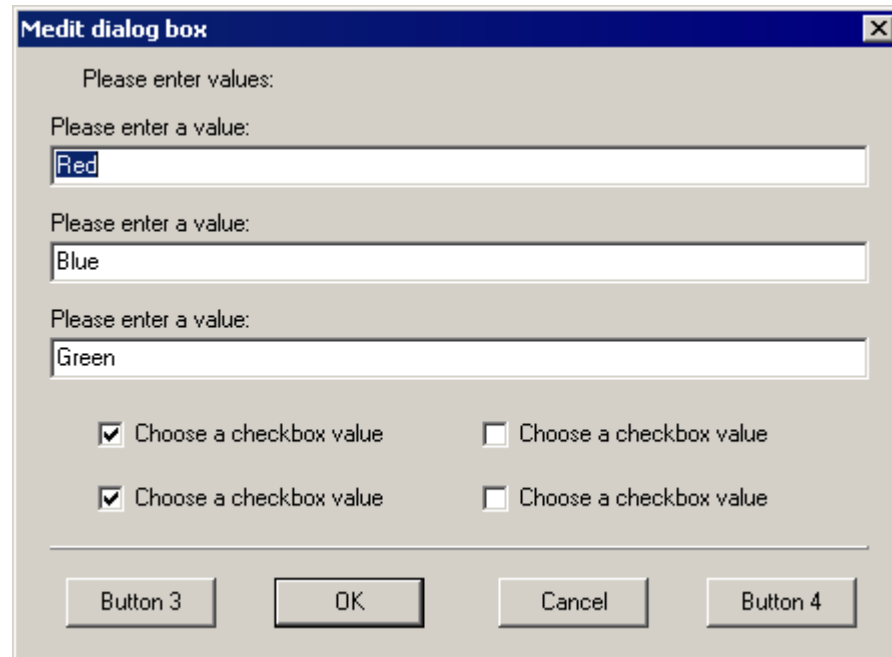 Medit dialog box
Please enter values:
Please enter a value:
Red
Please enter a value:
Blue
Please enter a value:
Green
Choose a checkbox value Choose a checkbox value
Choose a checkbox value Choose a checkbox value
Button 3 OK Cancel Button 4